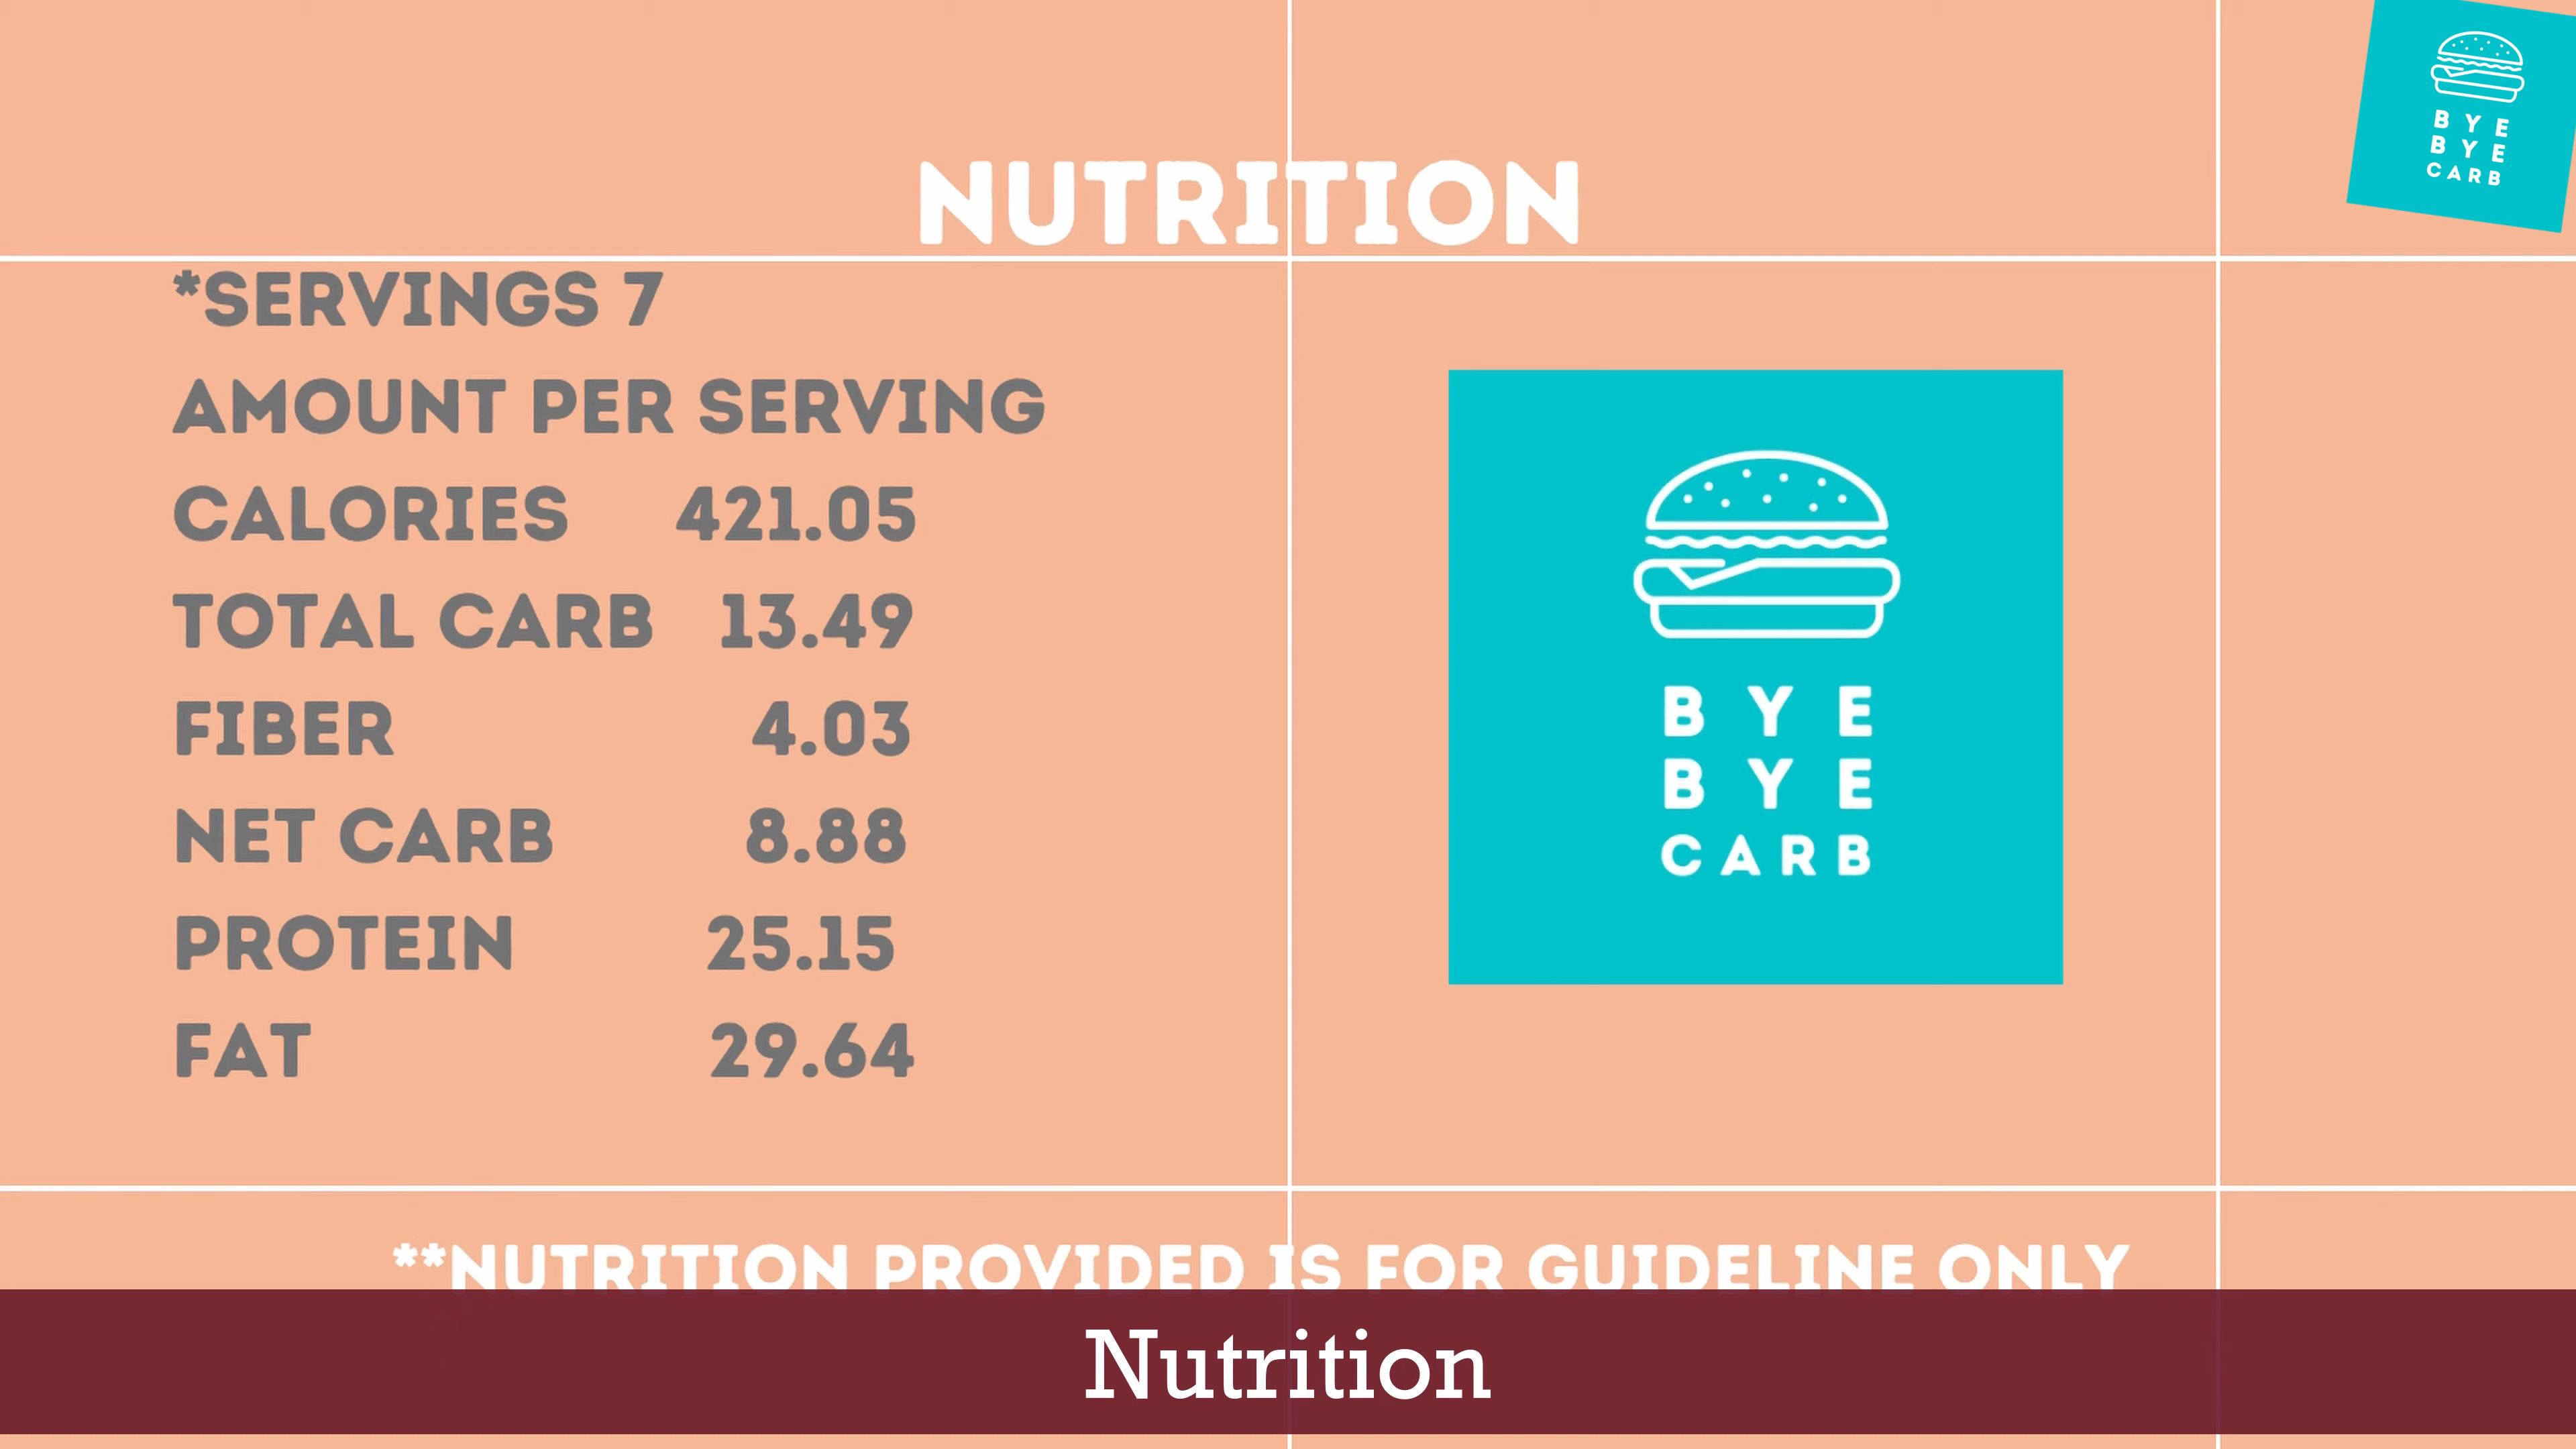 BYE
BYE
CARB
NUTRITION
*SERVINGS 7
AMOUNT PER SERVING
CALORIES 421.05
TOTAL CARB 13.49
FIBER 4.03
NET CARB 8.88
PROTEIN 25.15
FAT 29.64
BYE
BYE
CARB
**NUTRITION PROVIDED IS FOR GUIDELINE ONLY
Nutrition